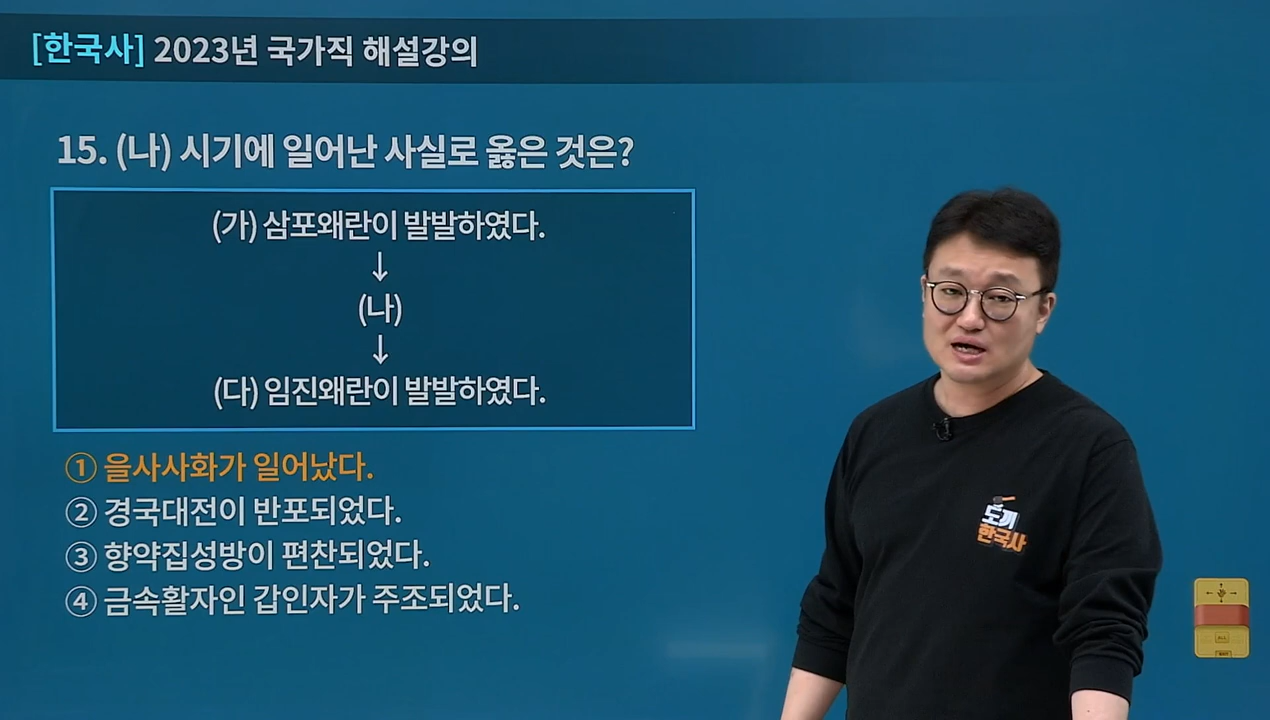 [한국사] 2023년 국가직 해설강의
15. (나) 시기에 일어난 사실로 옳은 것은?
(가) 삼포왜란이 발발하였다.
↓
(나)
↓
(다) 임진왜란이 발발하였다.
① 을사사화가 일어났다.
② 경국대전이 반포되었다.
③ 향약집성방이 편찬되었다.
④ 금속활자인 갑인자가 주조되었다.
도끼
한국사
ALL